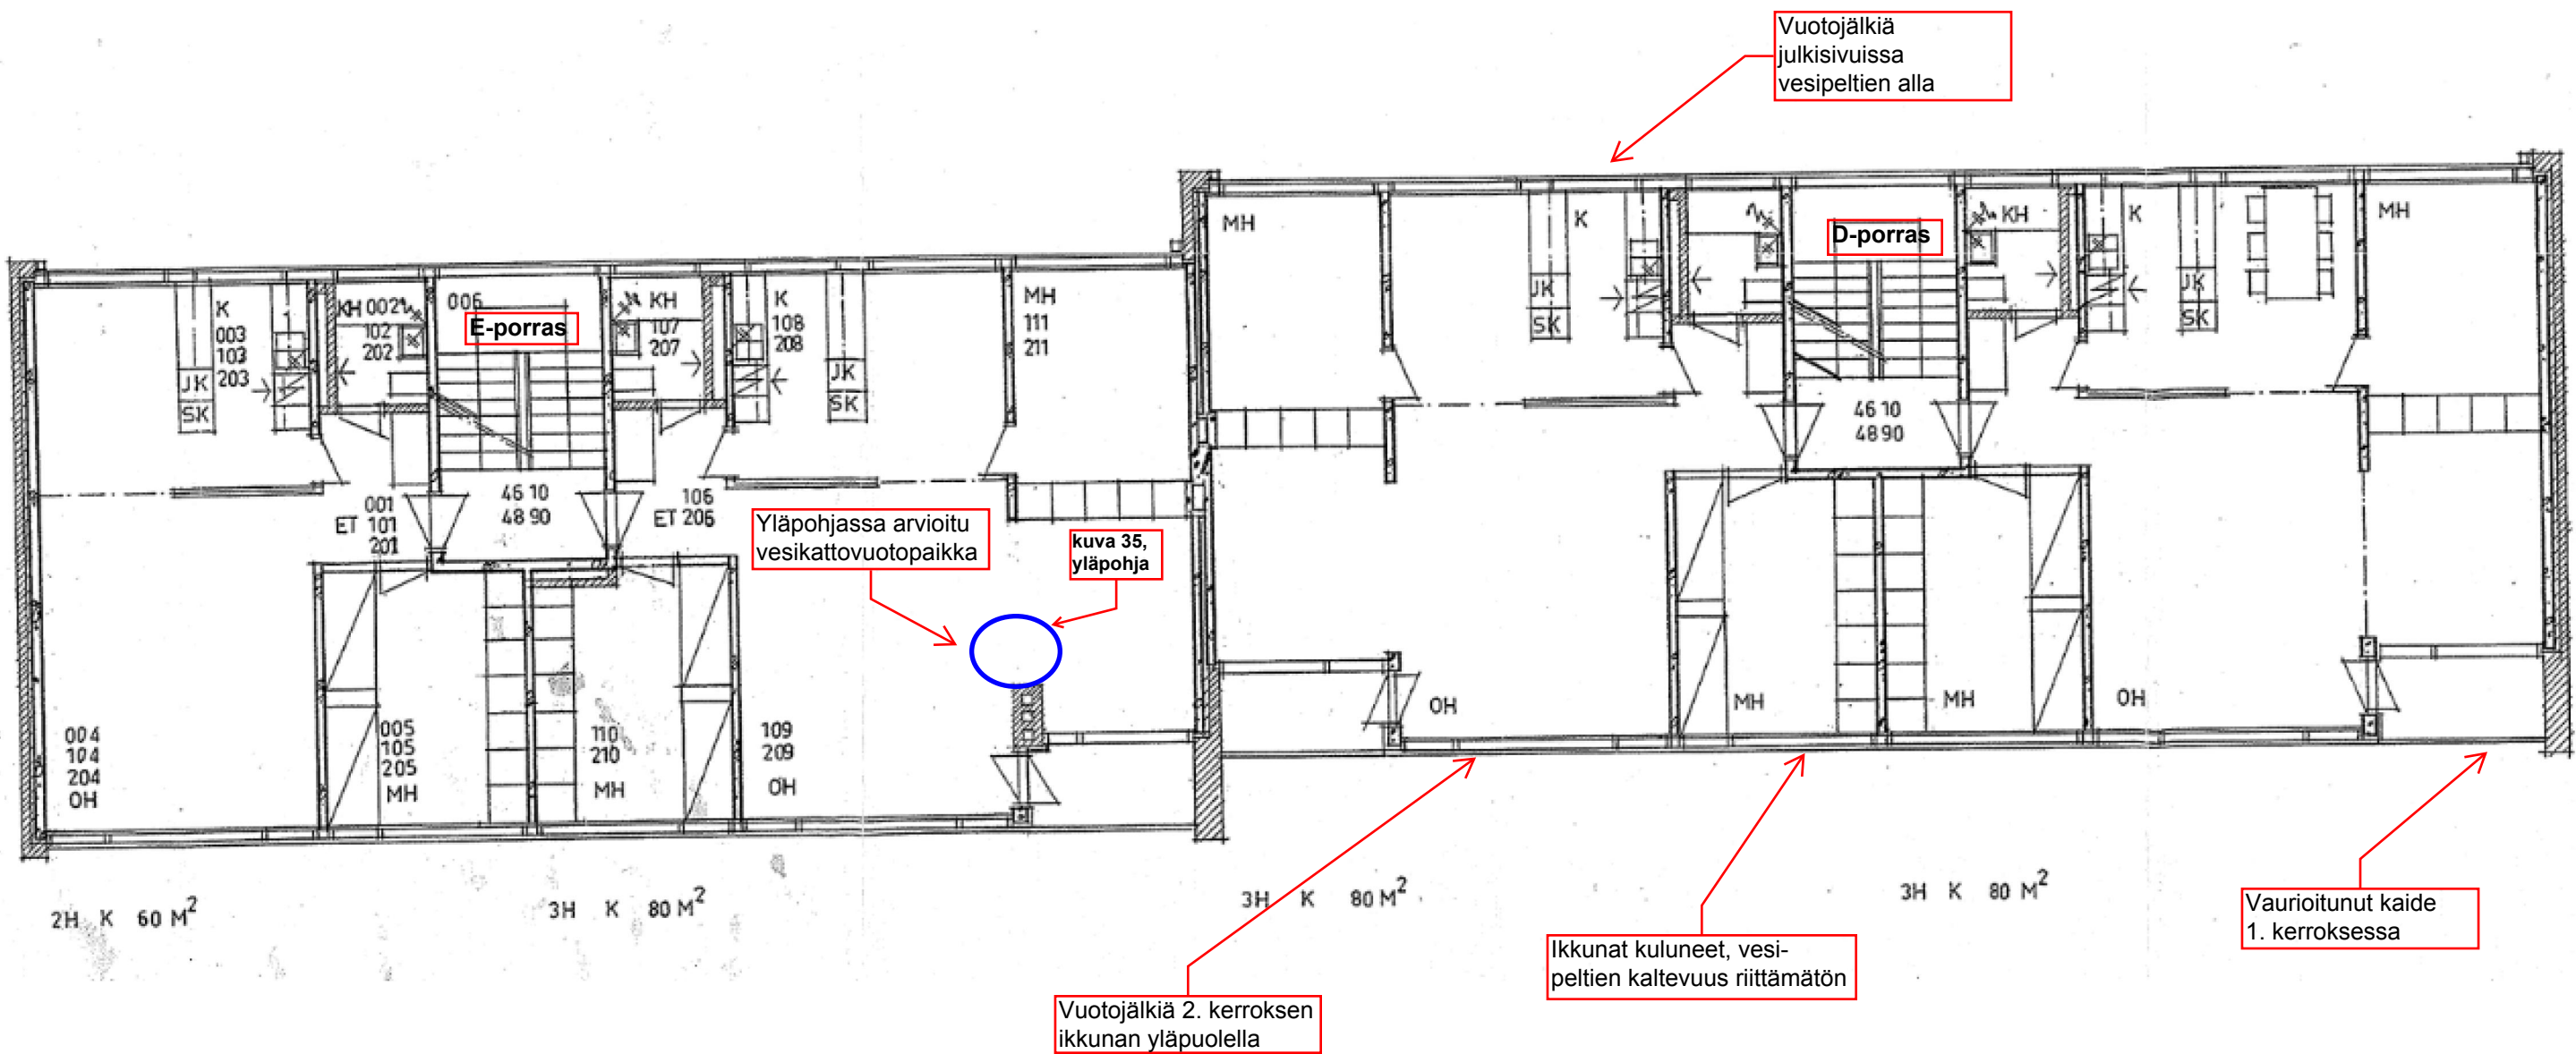 Vuotojälkiä
julkisivuissa
vesipeltien alla
MH
K
JK
SK
D-porras
KH
K
JK
SK
MH
46 10
48 90
K
003
103
203
JK
SK
KH 002
102
202
006
E-porras
KH
107
207
K
108
208
JK
SK
MH
111
211
001
ET 101
201
46 10
48 90
106
ET 206
Yläpohjassa arvioitu
vesikattovuotopaikka
kuva 35,
yläpohja
004
104
204
OH
005
105
205
MH
110
210
MH
109
209
OH
OH
MH
MH
OH
2H K 60 M²
3H K 80 M²
3H K 80 M²
3H K 80 M²
Vaurioitunut kaide
1. kerroksessa
Ikkunat kuluneet, vesi-
peltien kaltevuus riittämätön
Vuotojälkiä 2. kerroksen
ikkunan yläpuolella